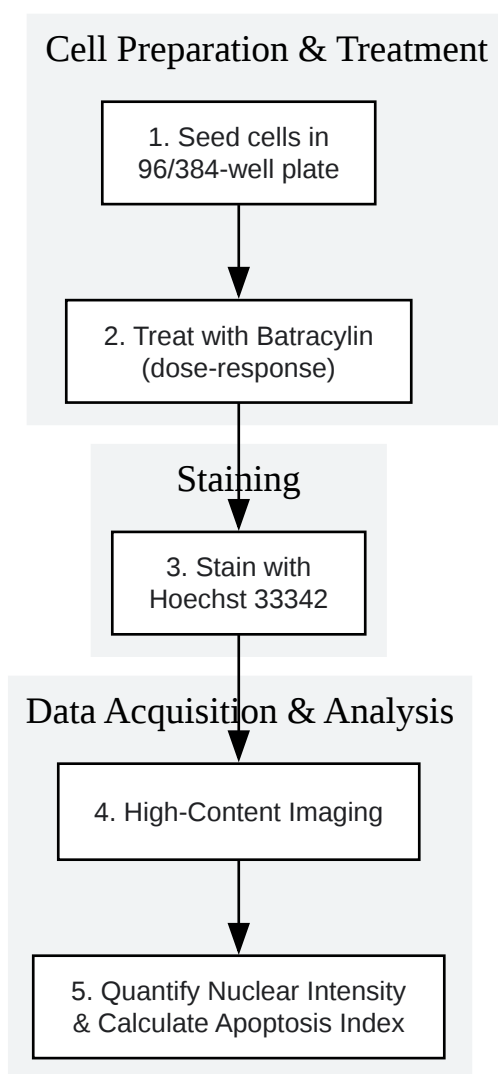 Cell Preparation & Treatment
1. Seed cells in
96/384-well plate
2. Treat with Batracylin
(dose-response)
Staining
3. Stain with
Hoechst 33342
Data Acquisition & Analysis
4. High-Content Imaging
5. Quantify Nuclear Intensity
& Calculate Apoptosis Index